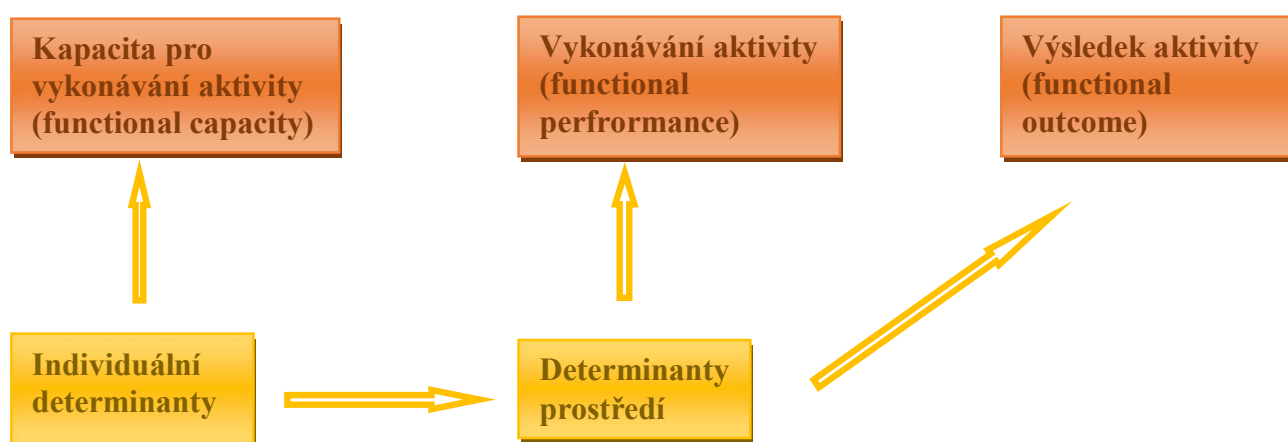 Kapacita pro
vykonávání aktivity
(functional capacity)
Vykonávání aktivity
(functional
perfrormance)
Výsledek aktivity
(functional
outcome)
Individuální
determinanty
Determinanty
prostředí